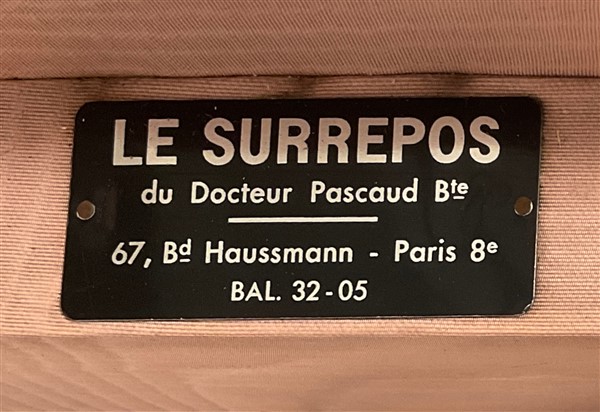 LE SURREPOS
du Docteur Pascaud Bte
67, Bd Haussmann - Paris 8e
BAL. 32-05